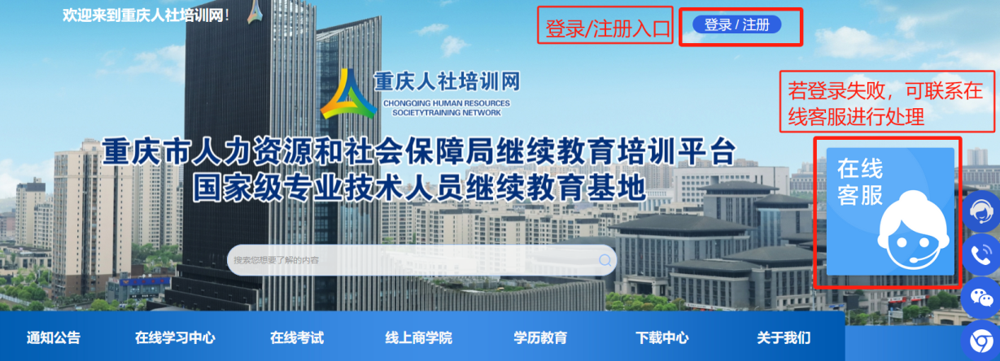 欢迎来到重庆人社培训网！
登录/注册入口
登录 / 注册
重庆人社培训网
CHONGQING HUMAN RESOURCES
SOCIETYTRAINING NETWORK
若登录失败，可联系在
线客服进行处理
重庆市人力资源和社会保障局继续教育培训平台
国家级专业技术人员继续教育基地
在线
客服
搜索您想要了解的内容
通知公告
在线学习中心
在线考试
线上商学院
学历教育
下载中心
关于我们